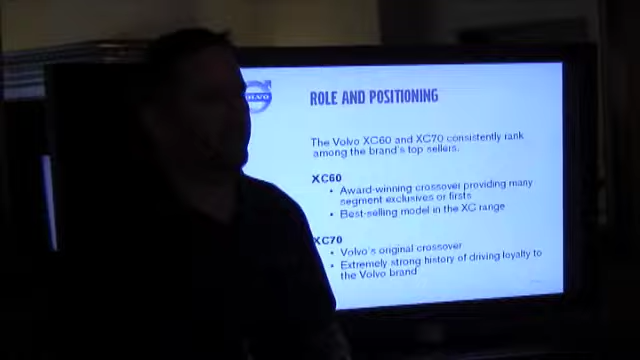 VOLVO
ROLE AND POSITIONING
The Volvo XC60 and XC70 consistently rank
among the brand's top sellers.
XC60
• Award-winning crossover providing many
segment exclusives or firsts
• Best-selling model in the XC range
XC70
• Volvo's original crossover
• Extremely strong history of driving loyalty to
the Volvo brand